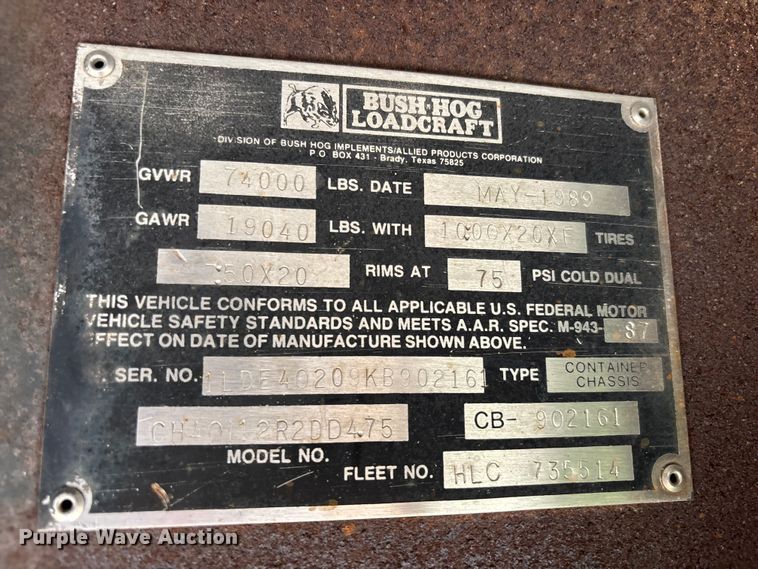 BUSH HOG
LOADCRAFT
DIVISION OF BUSH HOG IMPLEMENTS/ALLIED PRODUCTS CORPORATION
P.O. BOX 431 - Brady, Texas 75825
GVWR 74000 LBS. DATE MAY-1989
GAWR 19040 LBS. WITH 1000X20XF TIRES
50X20 RIMS AT 75 PSI COLD DUAL
THIS VEHICLE CONFORMS TO ALL APPLICABLE U.S. FEDERAL MOTOR
VEHICLE SAFETY STANDARDS AND MEETS A.A.R. SPEC. M-943-87
EFFECT ON DATE OF MANUFACTURE SHOWN ABOVE.
SER. NO. TYPE CONTAINER
CHASSIS
CB- 902161
MODEL NO.
FLEET NO. HLC 735514
Purple Wave Auction